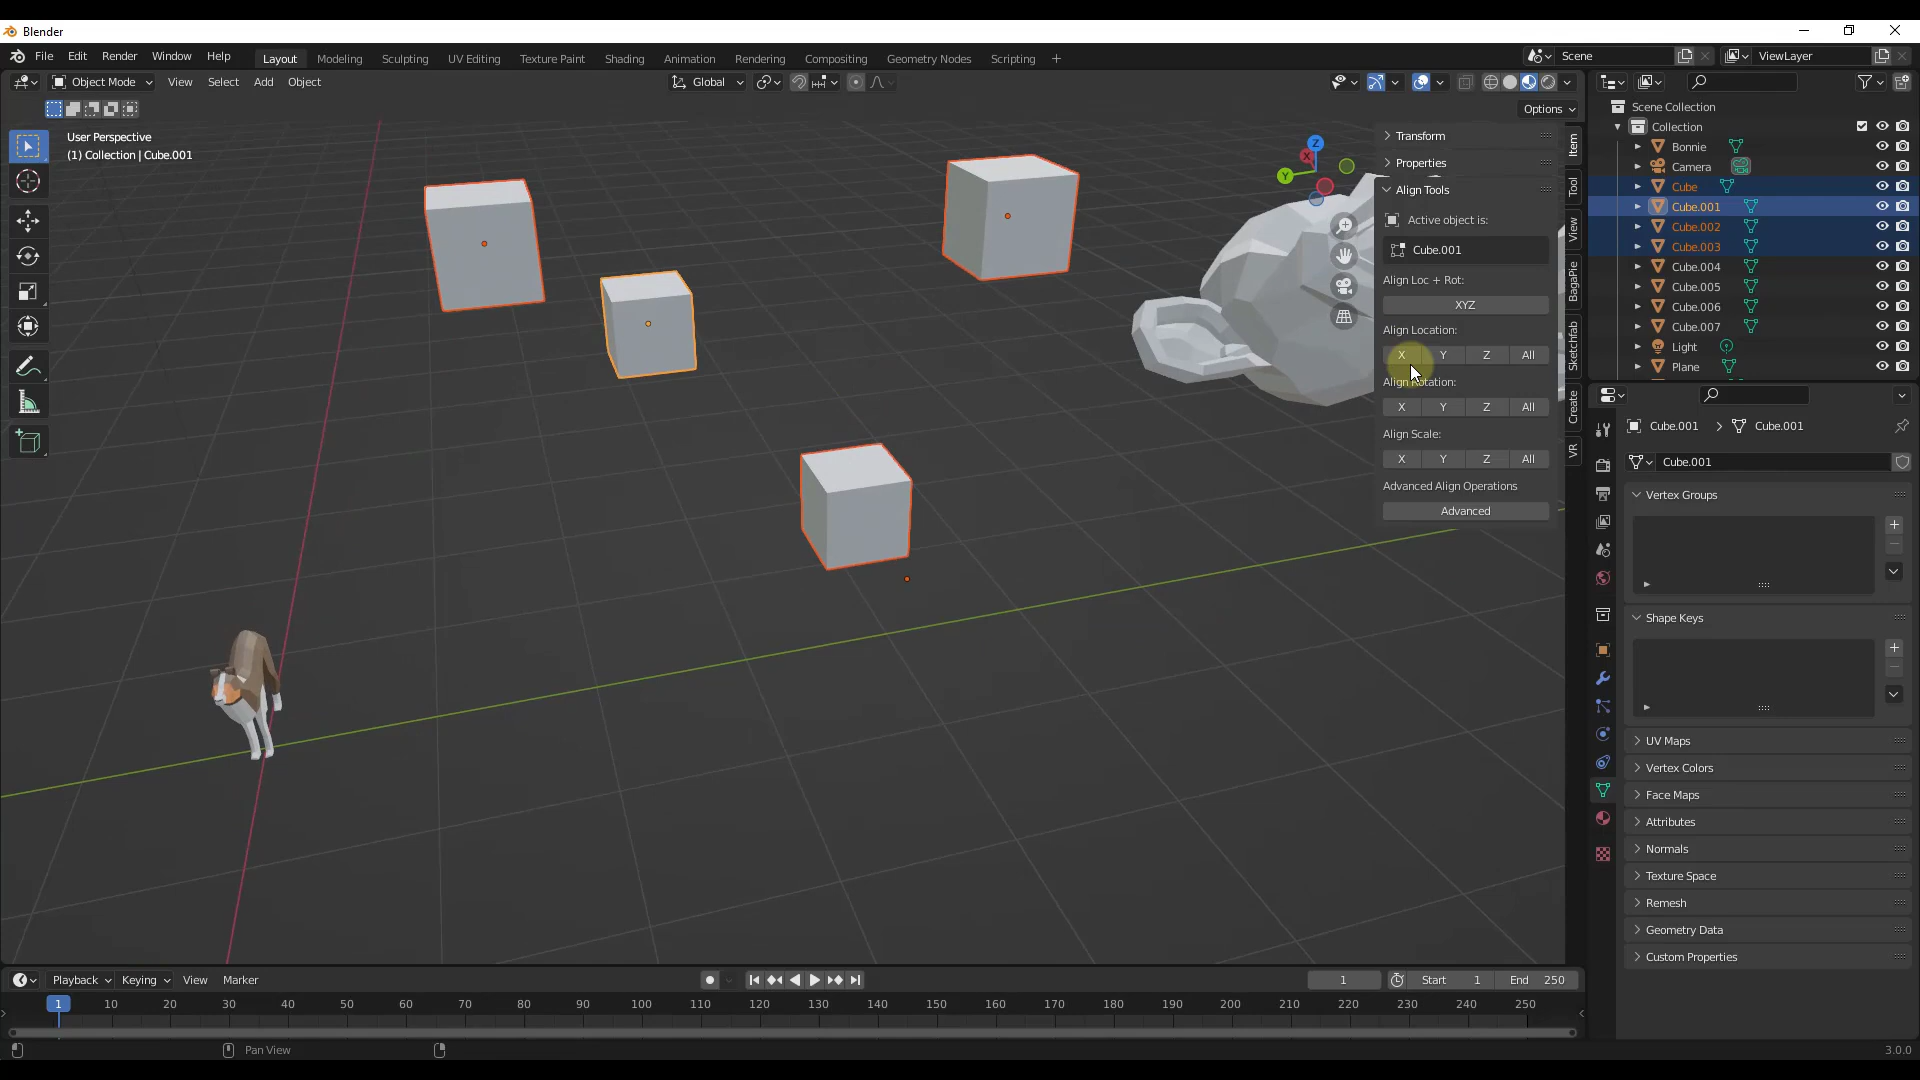 Blender
File Edit Render Window Help Layout Modeling Sculpting UV Editing Texture Paint Shading Animation Rendering Compositing Geometry Nodes Scripting + Scene ViewLayer
Object Mode View Select Add Object Global
Options
User Perspective
(1) Collection | Cube.001
X Y Z
Transform
Properties
Align Tools
Active object is:
Cube.001
Align Loc + Rot:
XYZ
Align Location:
X Y Z All
Align Rotation:
X Y Z All
Align Scale:
X Y Z All
Advanced Align Operations
Advanced
Item
Tool
View
BagaPie
Sketchfab
Create
VR
Scene Collection
Collection
Bonnie
Camera
Cube
Cube.001
Cube.002
Cube.003
Cube.004
Cube.005
Cube.006
Cube.007
Light
Plane
Cube.001 > Cube.001
Cube.001
Vertex Groups
Shape Keys
UV Maps
Vertex Colors
Face Maps
Attributes
Normals
Texture Space
Remesh
Geometry Data
Custom Properties
Playback Keying View Marker 1 Start 1 End 250
1 10 20 30 40 50 60 70 80 90 100 110 120 130 140 150 160 170 180 190 200 210 220 230 240 250
Pan View 3.0.0